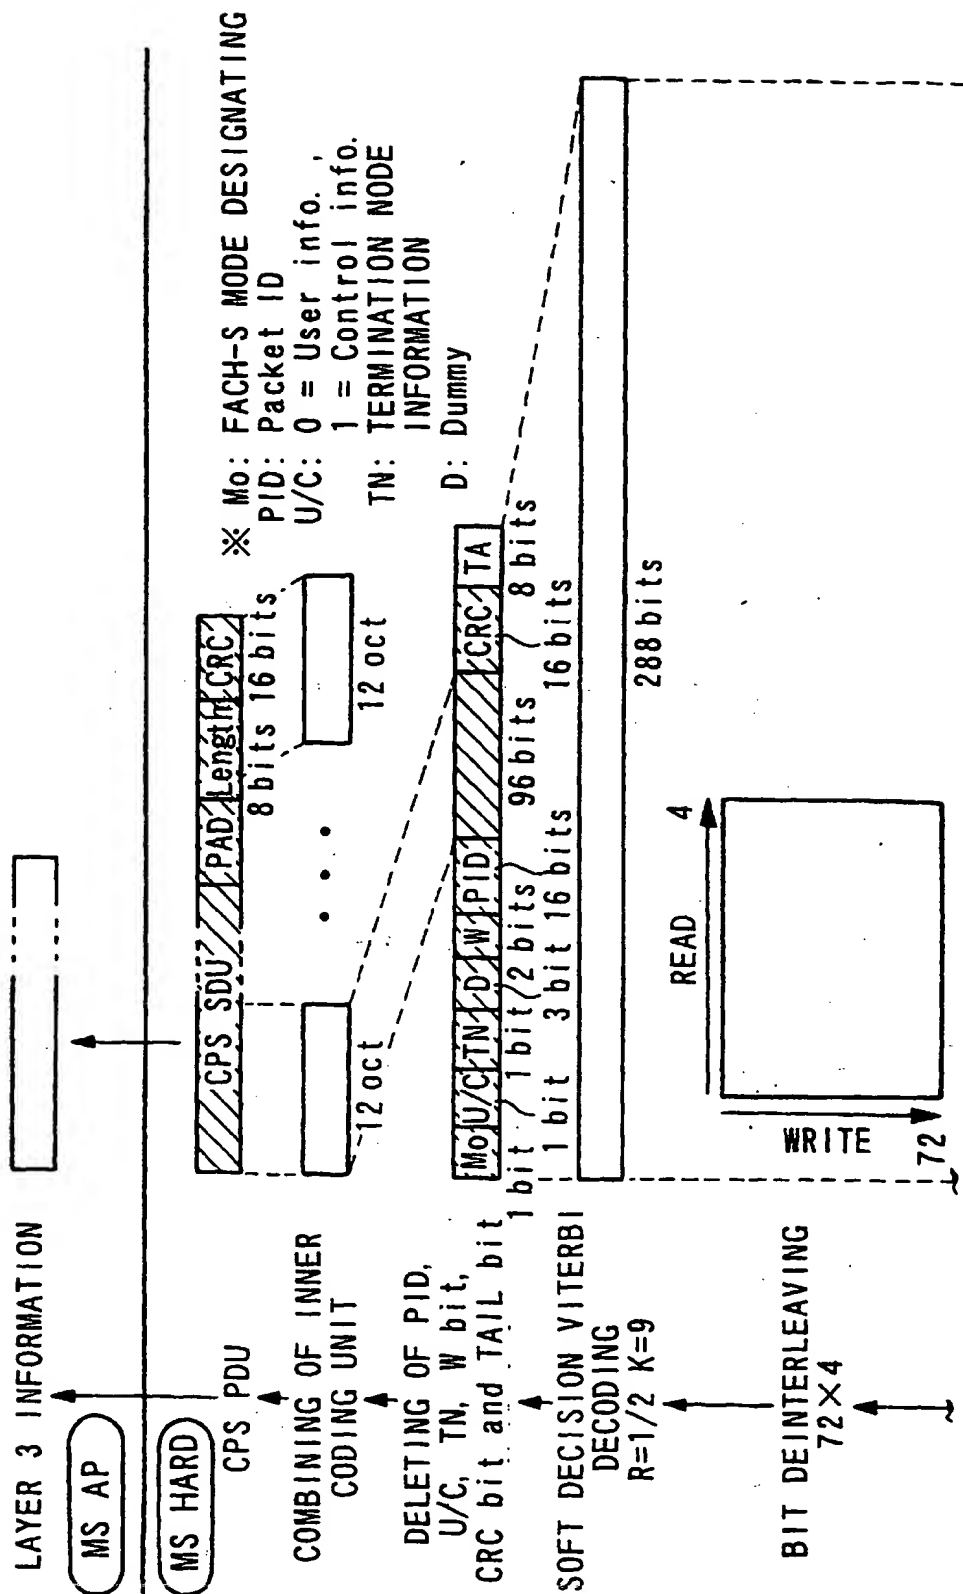 LAYER 3 INFORMATION
MS AP
MS HARD
CPS PDU
CPS SDU PAD Length CRC
8 bits 16 bits
※ Mo: FACH-S MODE DESIGNATING
PID: Packet ID
U/C: 0 = User info. ,
1 = Control info.
TN: TERMINATION NODE
INFORMATION
D: Dummy
COMBINING OF INNER
CODING UNIT
12 oct
12 oct
DELETING OF PID,
U/C, TN, W bit,
CRC bit and TAIL bit
Mo U/C TN D W PID CRC TA
1 bit 1 bit 2 bits 96 bits 8 bits
1 bit 3 bit 16 bits 16 bits
SOFT DECISION VITERBI
DECODING
R=1/2 K=9
288 bits
BIT DEINTERLEAVING
72×4
READ 4
WRITE
72